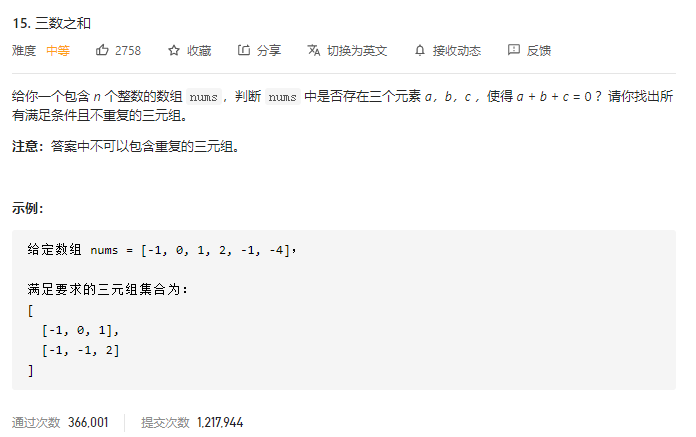 15. 三数之和
难度 中等 2758 收藏 分享 切换为英文 接收动态 反馈
给你一个包含 n 个整数的数组 nums，判断 nums 中是否存在三个元素 a，b，c ，使得 a + b + c = 0 ？请你找出所
有满足条件且不重复的三元组。
注意：答案中不可以包含重复的三元组。
示例：
给定数组 nums = [-1, 0, 1, 2, -1, -4]，
满足要求的三元组集合为：
[
[-1, 0, 1],
[-1, -1, 2]
]
通过次数 366,001 提交次数 1,217,944